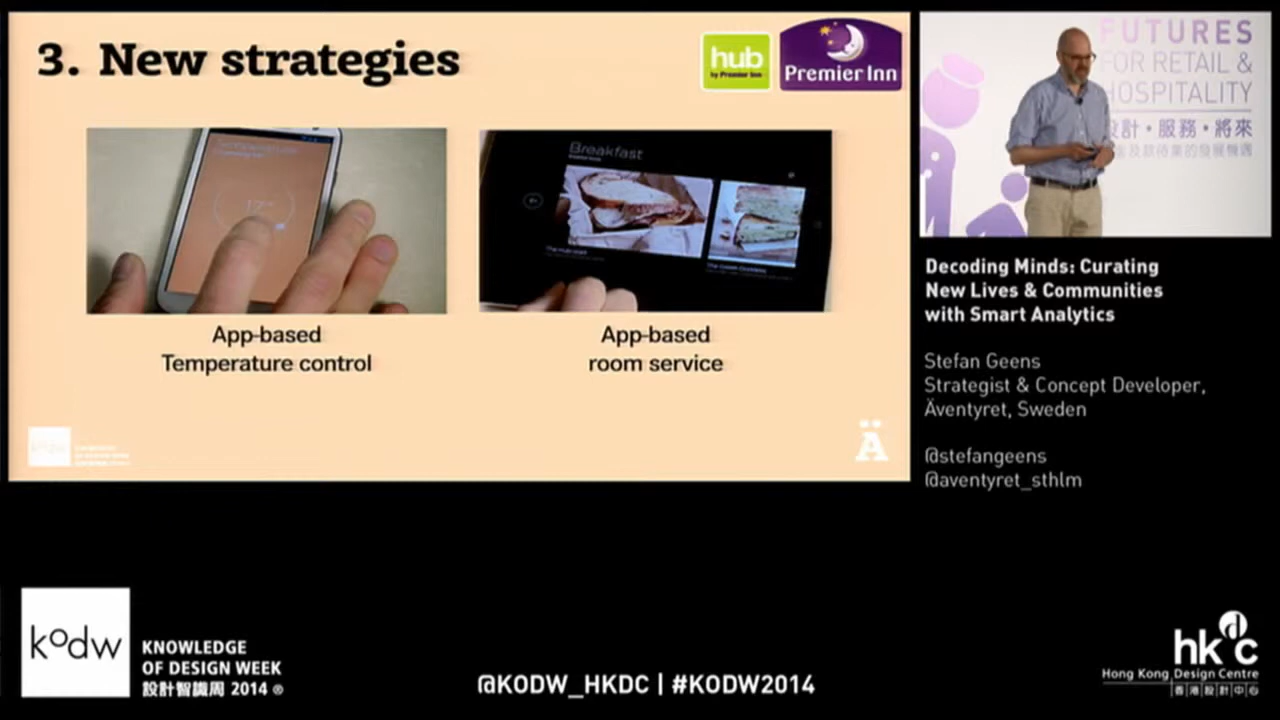 3. New strategies
hub
by Premier Inn
Premier Inn
17°
Breakfast
App-based
Temperature control
App-based
room service
Ä
FUTURES
FOR RETAIL &
HOSPITALITY
設計・服務・將來
Decoding Minds: Curating
New Lives & Communities
with Smart Analytics
Stefan Geens
Strategist & Concept Developer,
Äventyret, Sweden
@stefangeens
@aventyret_sthlm
kodw
KNOWLEDGE
OF DESIGN WEEK
設計智識周 2014 ®
@KODW_HKDC | #KODW2014
hkdc
Hong Kong Design Centre
香港設計中心